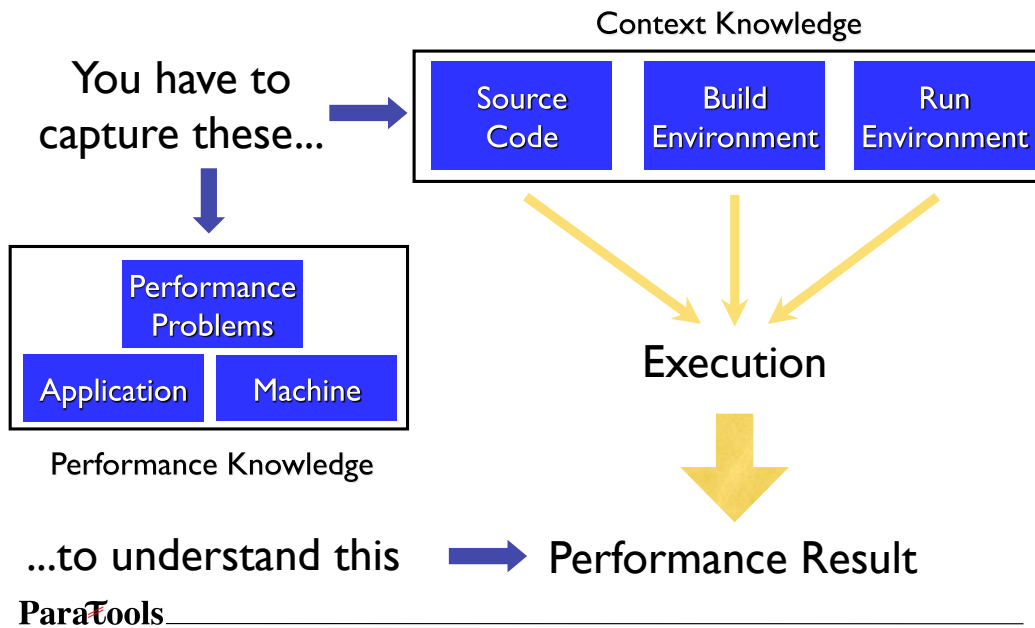 Context Knowledge
You have to
capture these...
Source
Code
Build
Environment
Run
Environment
Performance
Problems
Application
Machine
Performance Knowledge
Execution
...to understand this
Performance Result
ParaTools